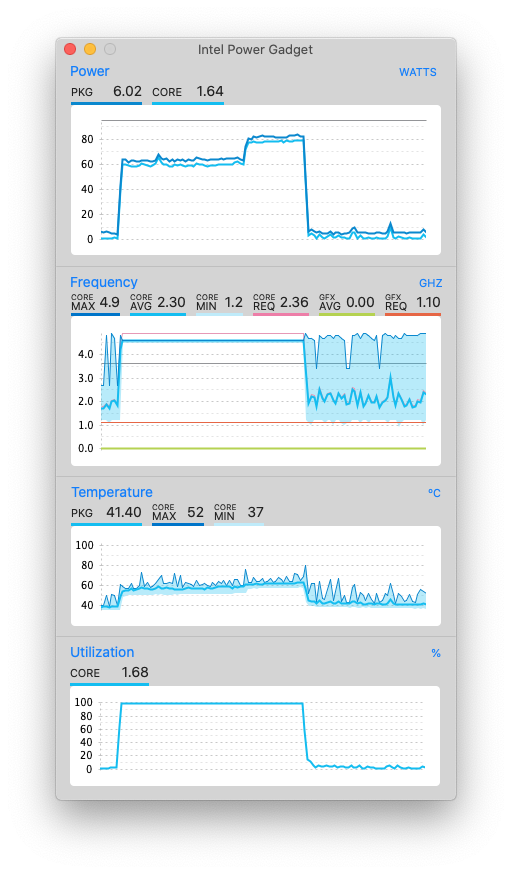 Intel Power Gadget
Power WATTS
PKG 6.02 CORE 1.64
80
60
40
20
0
Frequency GHZ
CORE MAX 4.9 CORE AVG 2.30 CORE MIN 1.2 CORE REQ 2.36 GFX AVG 0.00 GFX REQ 1.10
4.0
3.0
2.0
1.0
0.0
Temperature °C
PKG 41.40 CORE MAX 52 CORE MIN 37
100
80
60
40
Utilization %
CORE 1.68
100
80
60
40
20
0